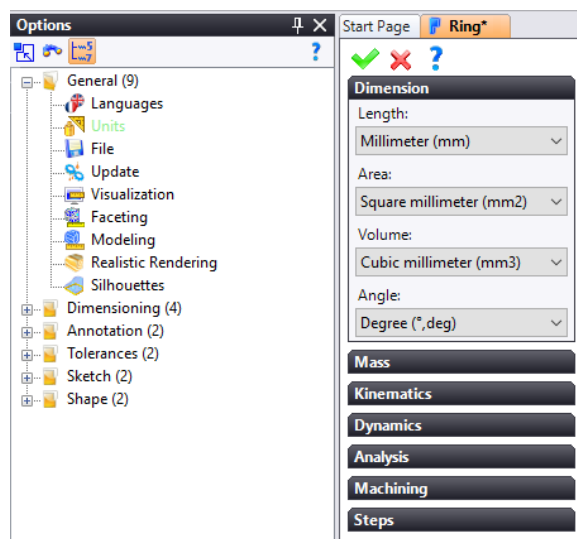 Options
General (9)
Languages
Units
File
Update
Visualization
Faceting
Modeling
Realistic Rendering
Silhouettes
Dimensioning (4)
Annotation (2)
Tolerances (2)
Sketch (2)
Shape (2)
Start Page
Ring*
Dimension
Length:
Millimeter (mm)
Area:
Square millimeter (mm2)
Volume:
Cubic millimeter (mm3)
Angle:
Degree (°,deg)
Mass
Kinematics
Dynamics
Analysis
Machining
Steps